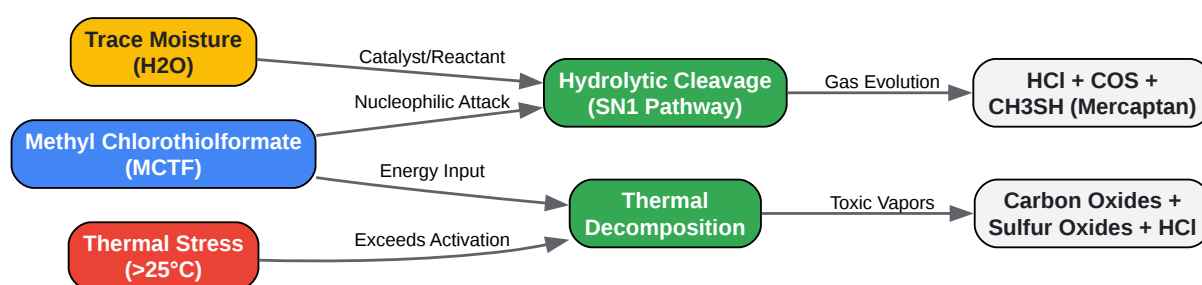 Trace Moisture
(H2O)
Catalyst/Reactant
Hydrolytic Cleavage
(SN1 Pathway)
Gas Evolution
HCl + COS +
CH3SH (Mercaptan)
Nucleophilic Attack
Methyl Chlorothiolformate
(MCTF)
Energy Input
Thermal
Decomposition
Toxic Vapors
Carbon Oxides +
Sulfur Oxides + HCl
Thermal Stress
(>25°C)
Exceeds Activation